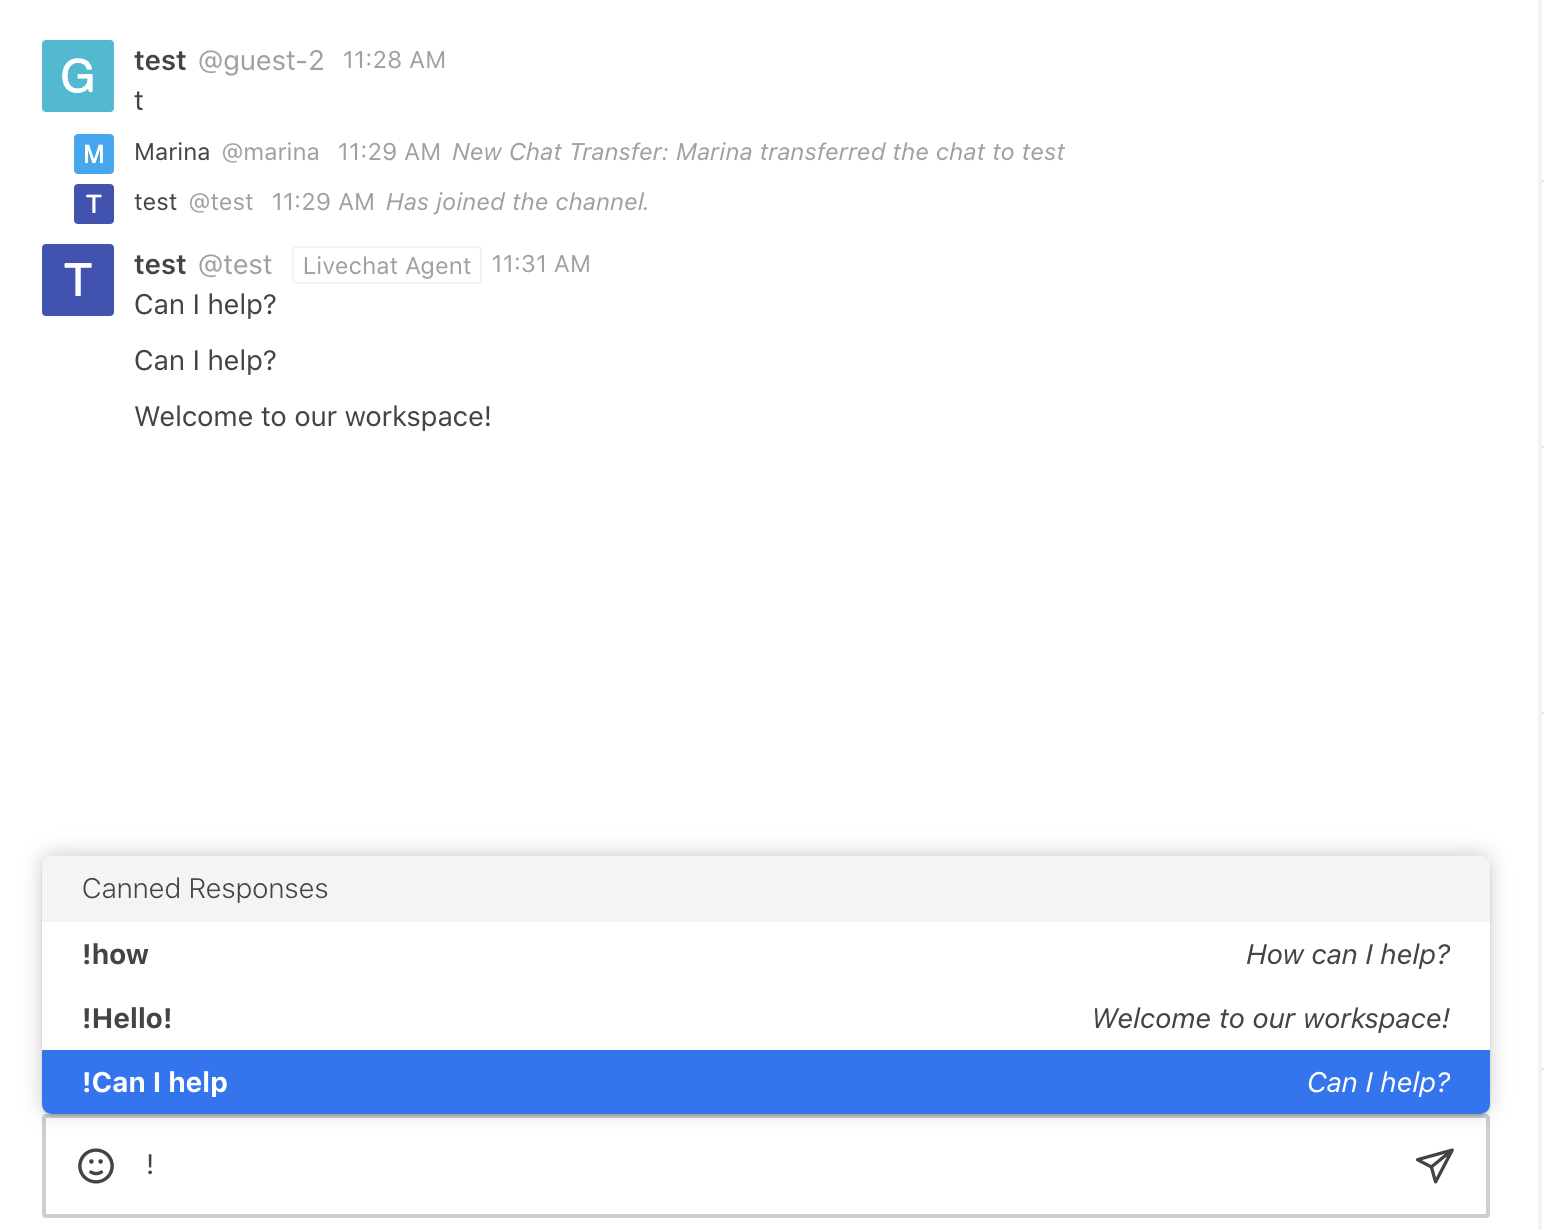 G test @guest-2 11:28 AM
t
M Marina @marina 11:29 AM New Chat Transfer: Marina transferred the chat to test
T test @test 11:29 AM Has joined the channel.
T test @test Livechat Agent 11:31 AM
Can I help?
Can I help?
Welcome to our workspace!
Canned Responses
!how How can I help?
!Hello! Welcome to our workspace!
!Can I help Can I help?
!